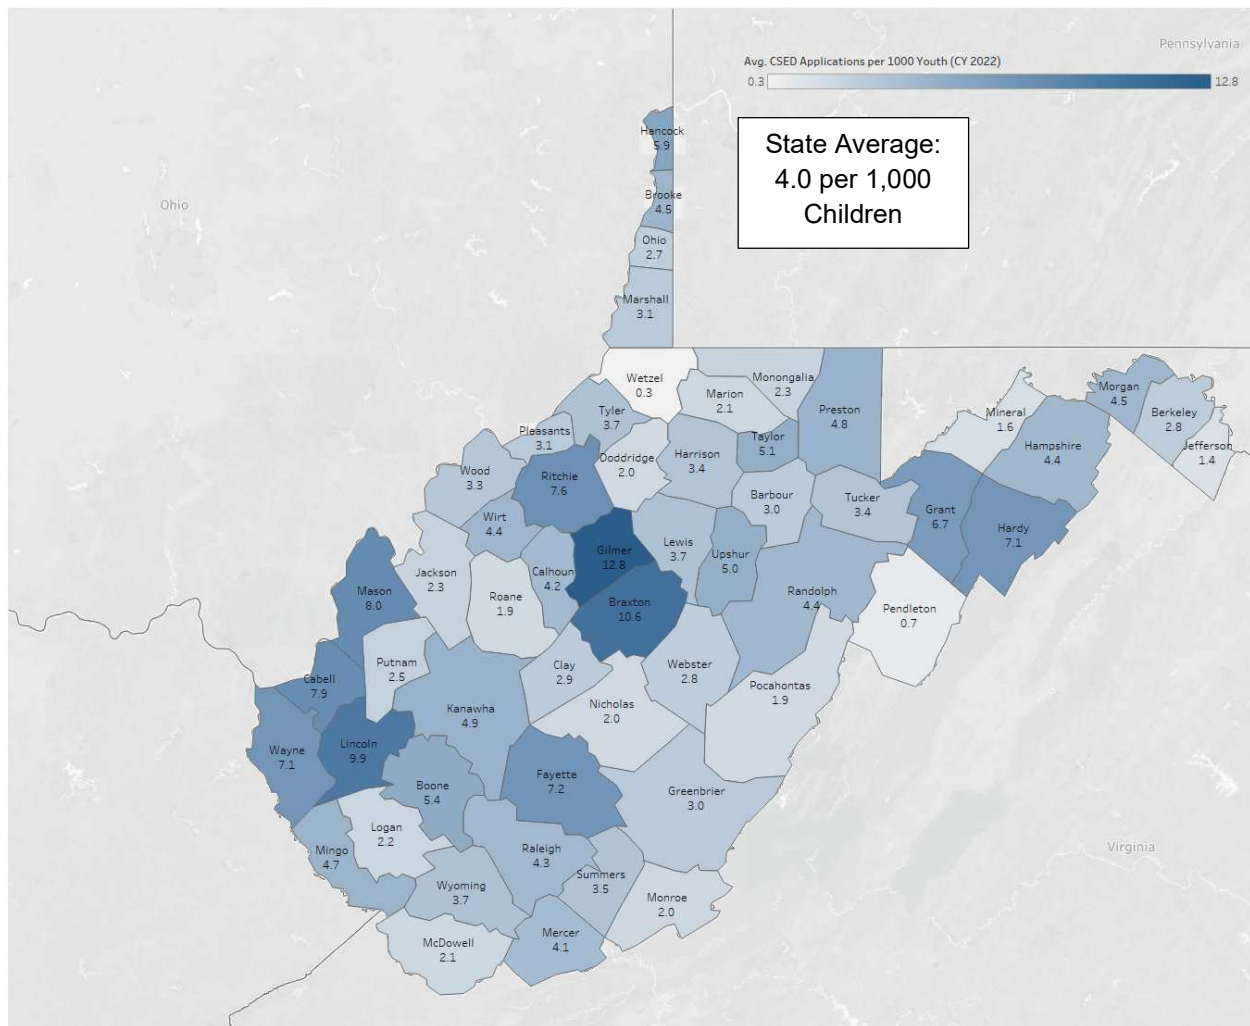 Pennsylvania
Avg. CSED Applications per 1000 Youth (CY 2022)
0.3
12.8
State Average:
4.0 per 1,000
Children
Ohio
Hancock
5.9
Brooke
4.5
Ohio
2.7
Marshall
3.1
Wetzel
0.3
Monongalia
2.3
Marion
2.1
Preston
4.8
Morgan
4.5
Berkeley
2.8
Mineral
1.6
Hampshire
4.4
Jefferson
1.4
Tyler
3.7
Pleasants
3.1
Taylor
5.1
Doddridge
2.0
Harrison
3.4
Wood
3.3
Ritchie
7.6
Barbour
3.0
Tucker
3.4
Grant
6.7
Hardy
7.1
Wirt
4.4
Gilmer
12.8
Lewis
3.7
Upshur
5.0
Calhoun
4.2
Jackson
2.3
Mason
8.0
Roane
1.9
Braxton
10.6
Randolph
4.4
Pendleton
0.7
Putnam
2.5
Clay
2.9
Webster
2.8
Cabell
7.9
Pocahontas
1.9
Kanawha
4.9
Nicholas
2.0
Wayne
7.1
Lincoln
9.9
Fayette
7.2
Boone
5.4
Greenbrier
3.0
Logan
2.2
Mingo
4.7
Raleigh
4.3
Virginia
Summers
3.5
Wyoming
3.7
Monroe
2.0
Mercer
4.1
McDowell
2.1